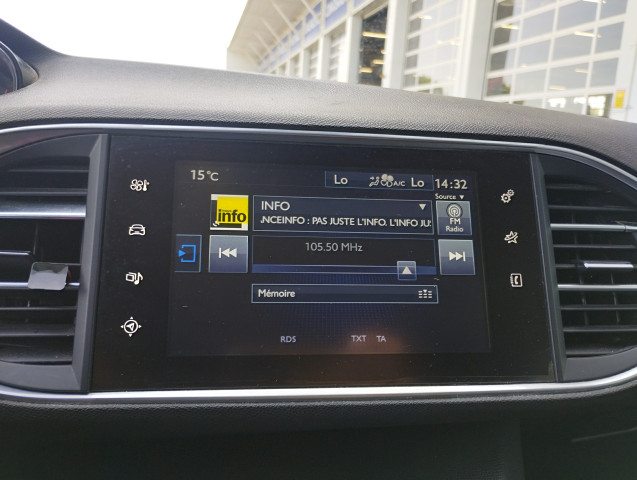 15°C
Lo A/C Lo 14:32
Source
info
INFO
.NCEINFO : PAS JUSTE L'INFO. L'INFO JU
FM
Radio
105.50 MHz
Mémoire
RDS TXT TA